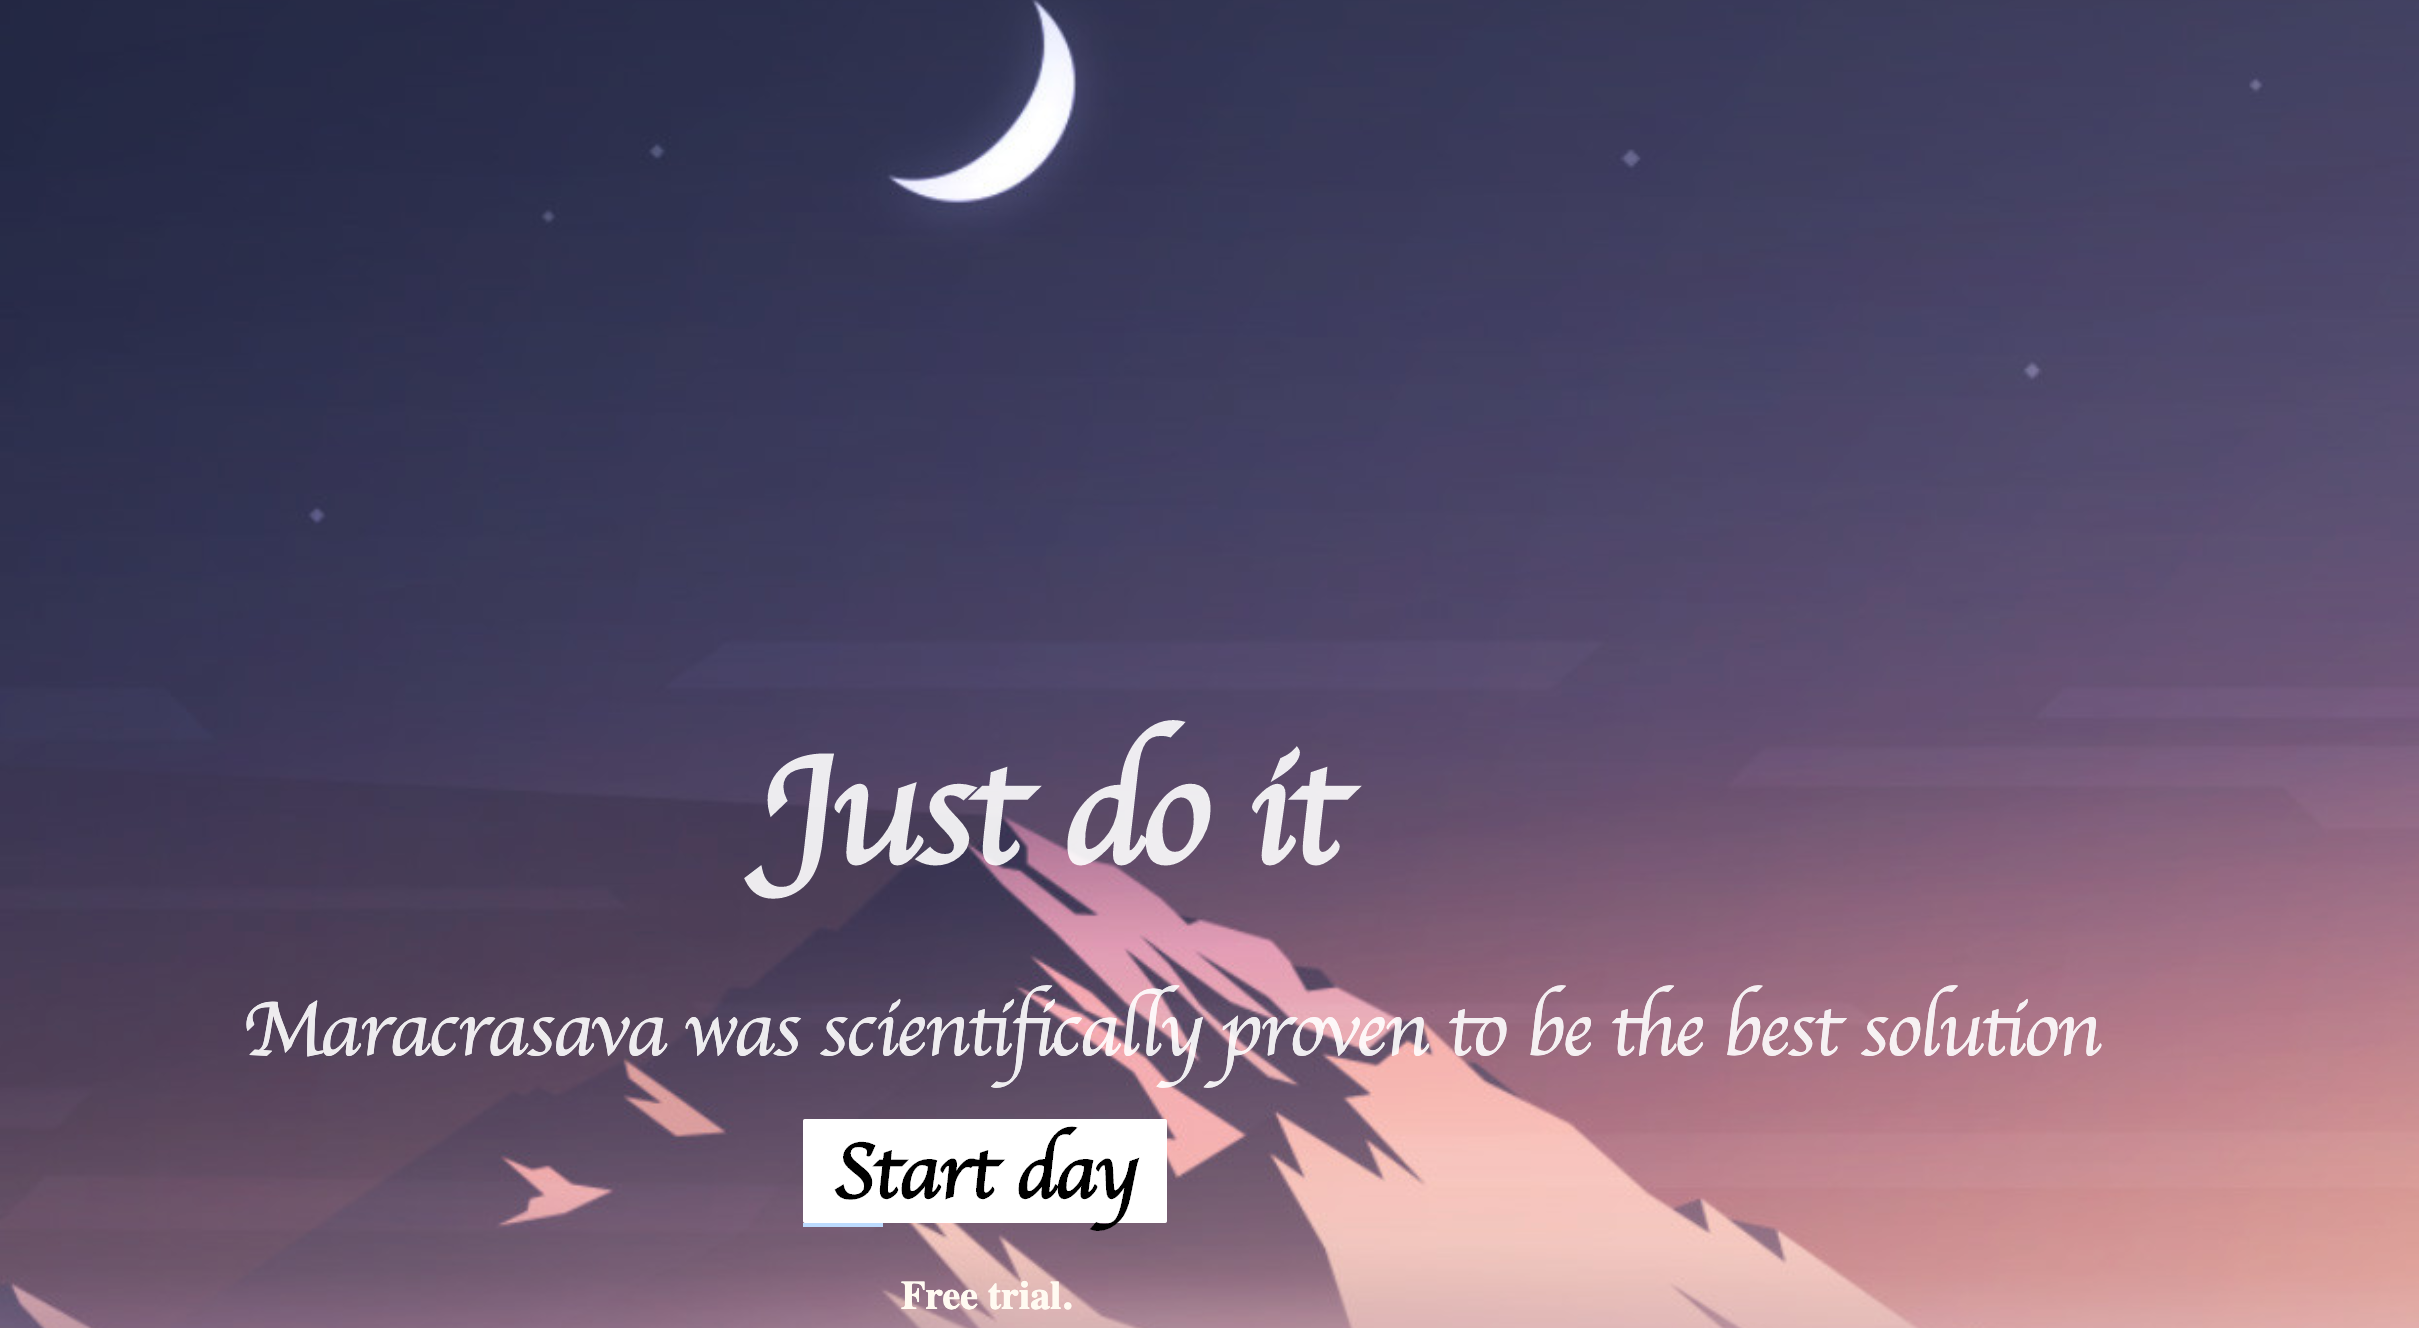 Just do it
Maracrasava was scientifically proven to be the best solution
Start day
Free trial.